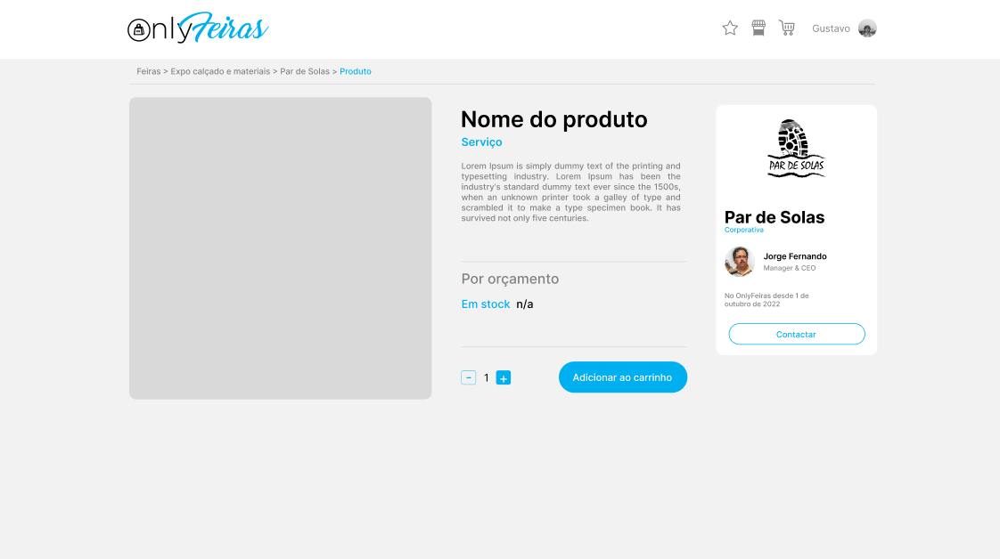 OnlyFeiras
Gustavo
Feiras > Expo calçado e materiais > Par de Solas > Produto
Nome do produto
Serviço
Lorem Ipsum is simply dummy text of the printing and
typesetting industry. Lorem Ipsum has been the
industry's standard dummy text ever since the 1500s,
when an unknown printer took a galley of type and
scrambled it to make a type specimen book. It has
survived not only five centuries.
Por orçamento
Em stock n/a
- 1 +
Adicionar ao carrinho
PAR DE SOLAS
Par de Solas
Corporativa
Jorge Fernando
Manager & CEO
No OnlyFeiras desde 1 de
outubro de 2022
Contactar